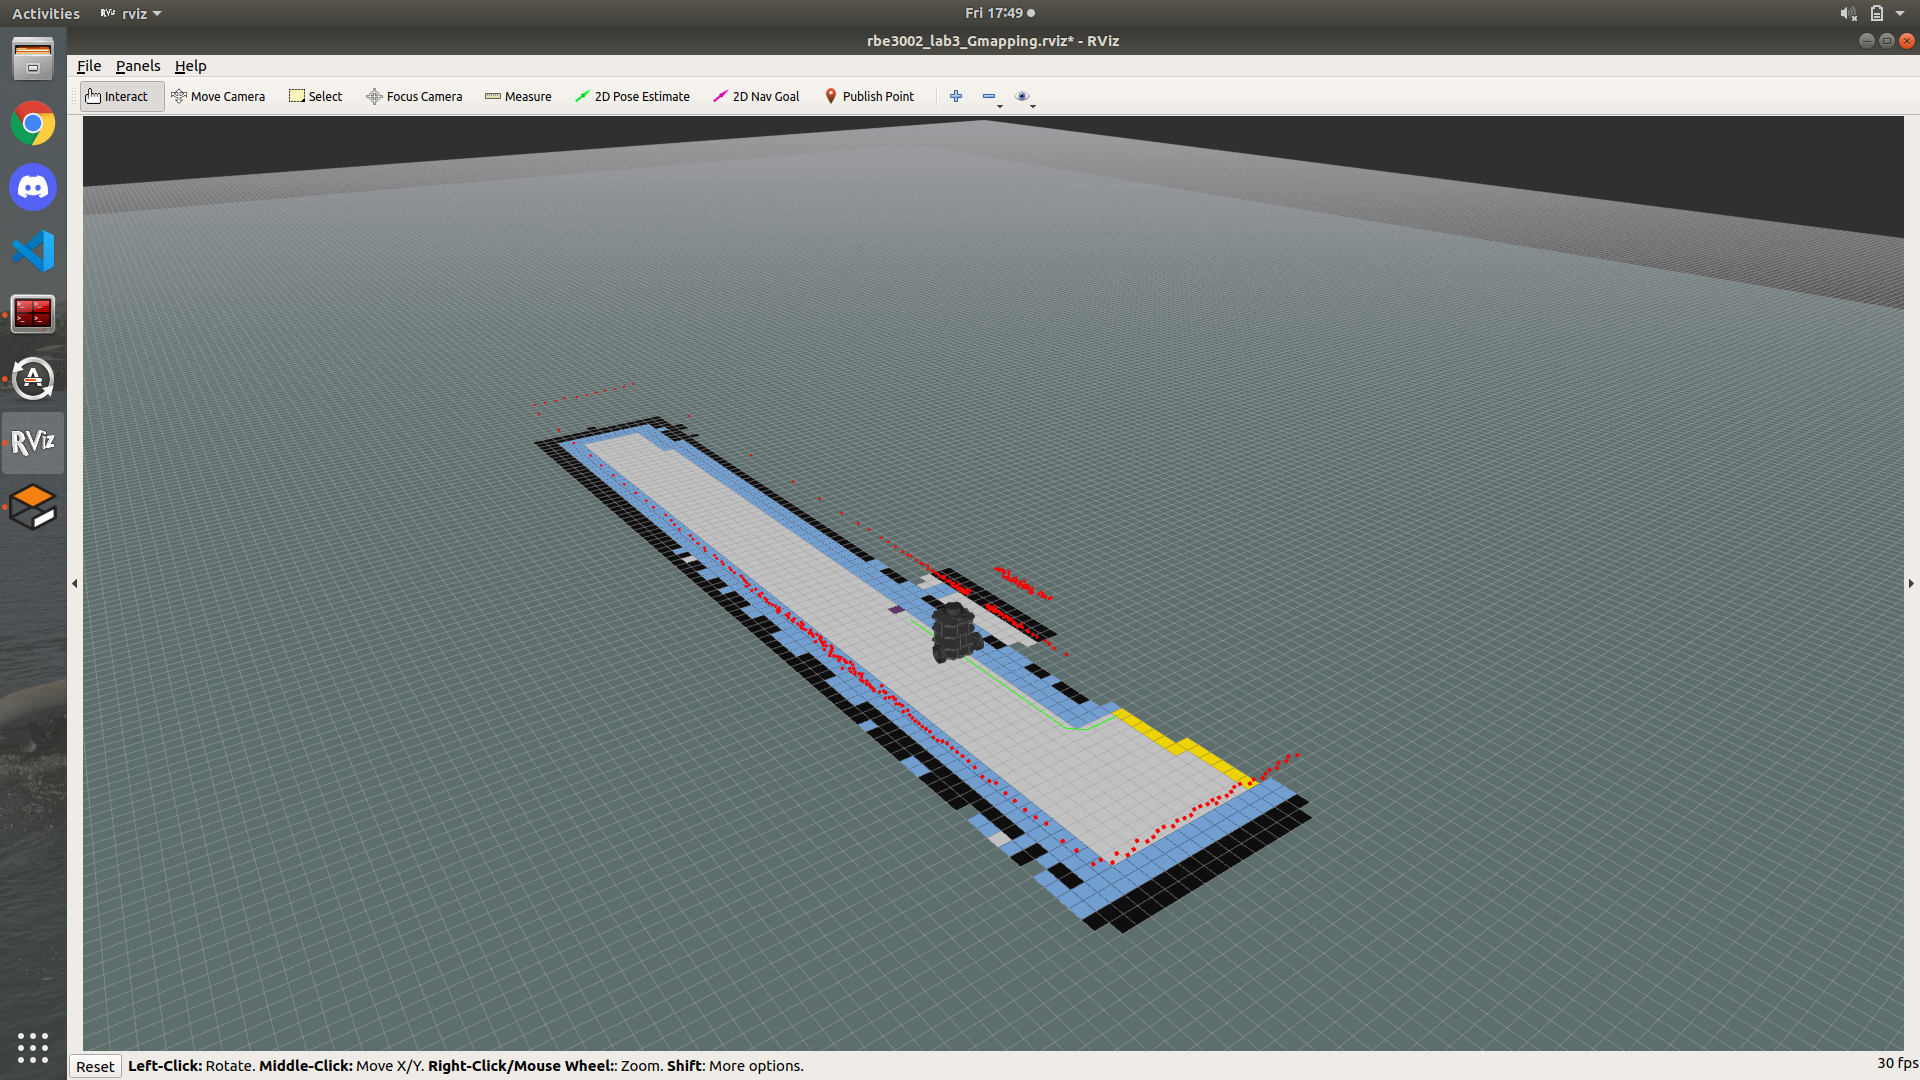 Activities RViz rviz Fri 17:49
rbe3002_lab3_Gmapping.rviz* - RViz
File Panels Help
Interact Move Camera Select Focus Camera Measure 2D Pose Estimate 2D Nav Goal Publish Point
A
RViz
Reset Left-Click: Rotate. Middle-Click: Move X/Y. Right-Click/Mouse Wheel:: Zoom. Shift: More options. 30 fps